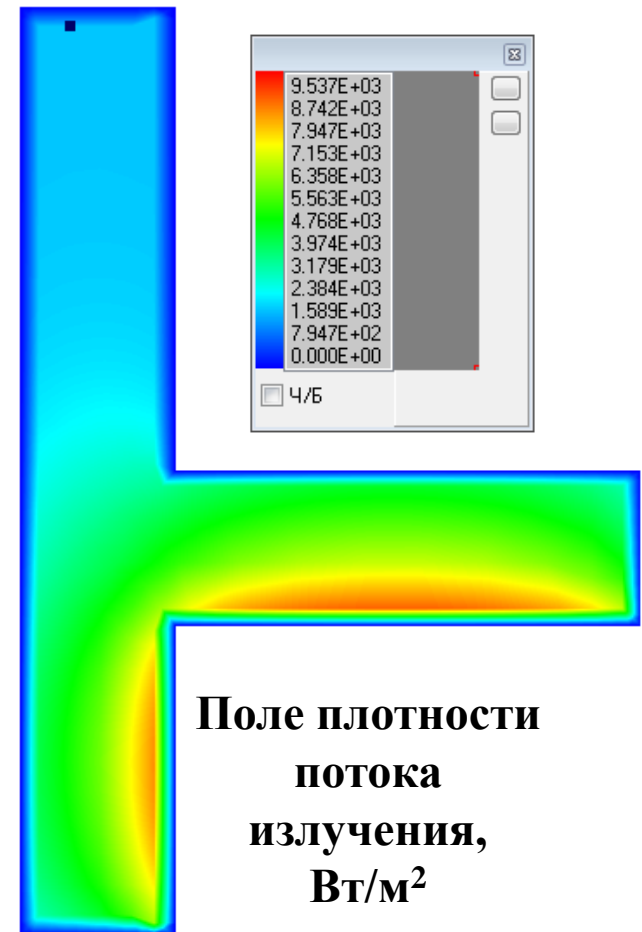 9.537E+03
8.742E+03
7.947E+03
7.153E+03
6.358E+03
5.563E+03
4.768E+03
3.974E+03
3.179E+03
2.384E+03
1.589E+03
7.947E+02
0.000E+00
Ч/Б
Поле плотности
потока
излучения,
Вт/м²